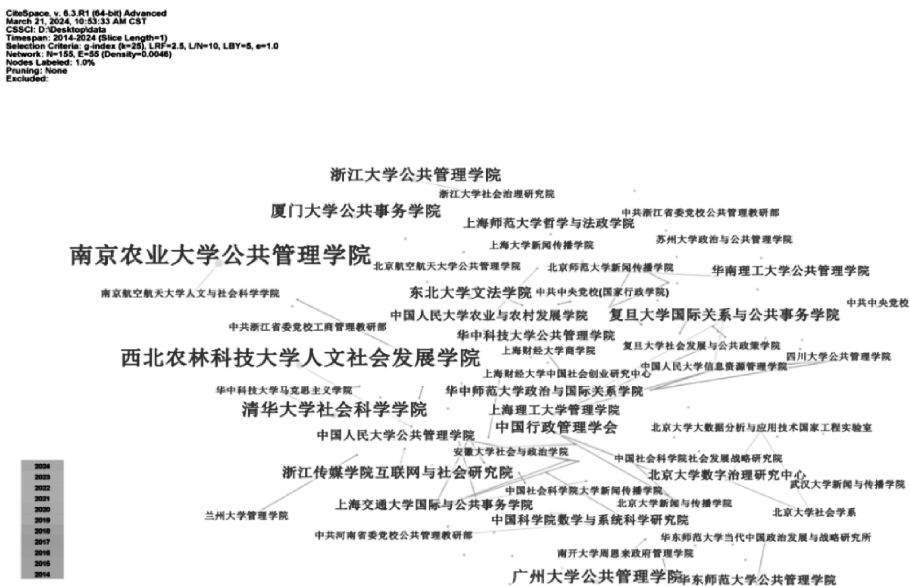 CiteSpace, v. 6.3.R1 (64-bit) Advanced
March 21, 2024, 10:53:33 AM CST
CSSCI: D:\Desktop\data
Timespan: 2014-2024 (Slice Length=1)
Selection Criteria: g-index (k=25), LRF=2.5, L/N=10, LBY=5, e=1.0
Network: N=155, E=55 (Density=0.0046)
Nodes Labeled: 1.0%
Pruning: None
Excluded:
浙江大学公共管理学院
浙江大学社会治理研究院
厦门大学公共事务学院
中共浙江省委党校公共管理教研部
上海师范大学哲学与法政学院
苏州大学政治与公共管理学院
上海大学新闻传播学院
南京农业大学公共管理学院
北京航空航天大学公共管理学院
北京师范大学新闻传播学院
华南理工大学公共管理学院
南京航空航天大学人文与社会科学学院
东北大学文法学院
中共中央党校(国家行政学院)
中共中央党校
中国人民大学农业与农村发展学院
复旦大学国际关系与公共事务学院
中共浙江省委党校工商管理教研部
华中科技大学公共管理学院
复旦大学社会发展与公共政策学院
上海财经大学商学院
西北农林科技大学人文社会发展学院
四川大学公共管理学院
中国人民大学信息资源管理学院
上海财经大学中国社会创业研究中心
华中科技大学马克思主义学院
华中师范大学政治与国际关系学院
清华大学社会科学学院
上海理工大学管理学院
中国行政管理学会
北京大学大数据分析与应用技术国家工程实验室
中国人民大学公共管理学院
安徽大学社会与政治学院
中国社会科学院社会发展战略研究院
浙江传媒学院互联网与社会研究院
北京大学数字治理研究中心
武汉大学新闻与传播学院
中国社会科学院大学新闻传播学院
上海交通大学国际与公共事务学院
北京大学新闻与传播学院
北京大学社会学系
兰州大学管理学院
中国科学院数学与系统科学研究院
中共河南省委党校公共管理教研部
华东师范大学当代中国政治发展与战略研究所
南开大学周恩来政府管理学院
广州大学公共管理学院
华东师范大学公共管理学院
2024
2023
2022
2021
2020
2019
2018
2017
2016
2015
2014